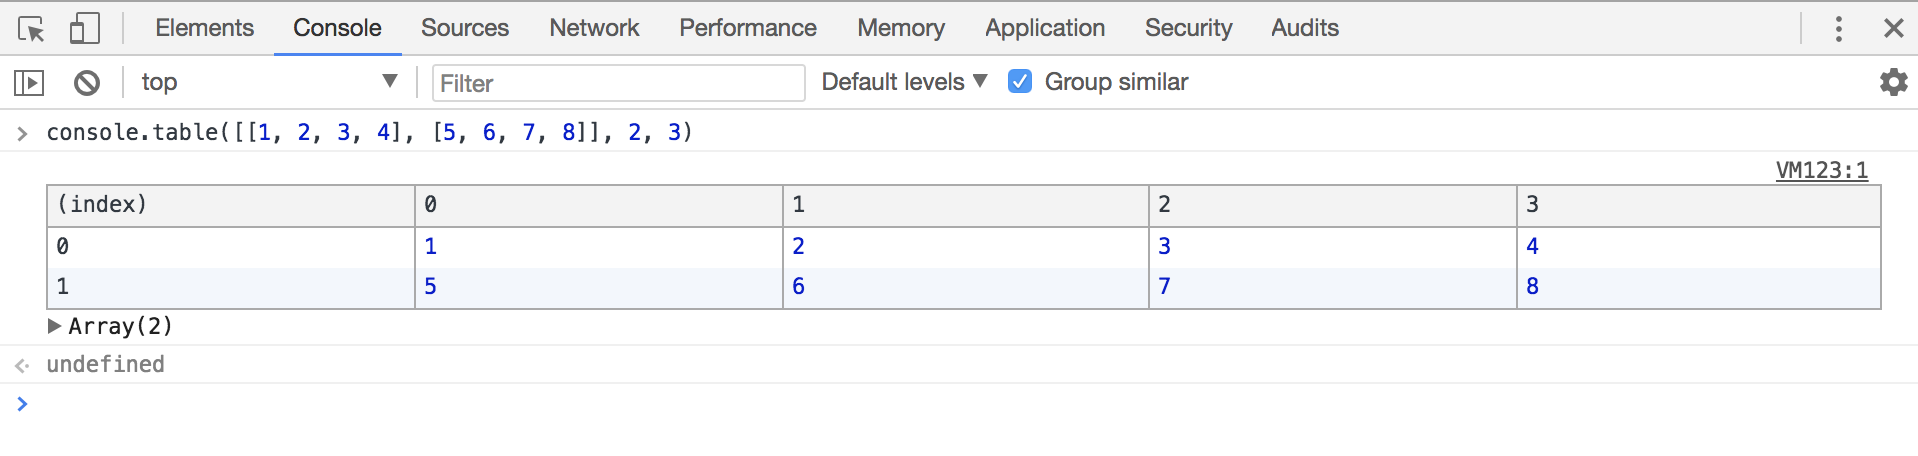 Elements Console Sources Network Performance Memory Application Security Audits
top Filter Default levels Group similar
console.table([[1, 2, 3, 4], [5, 6, 7, 8]], 2, 3)
VM123:1
(index) 0 1 2 3
0 1 2 3 4
1 5 6 7 8
Array(2)
undefined